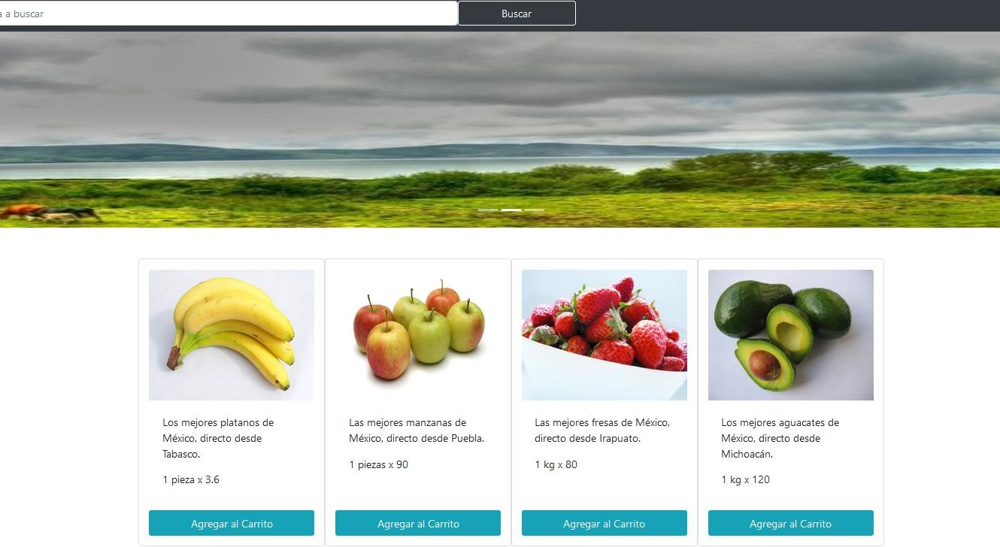 a buscar
Buscar
Los mejores platanos de
México, directo desde
Tabasco.
1 pieza x 3.6
Agregar al Carrito
Las mejores manzanas de
México, directo desde Puebla.
1 piezas x 90
Agregar al Carrito
Las mejores fresas de México,
directo desde Irapuato.
1 kg x 80
Agregar al Carrito
Los mejores aguacates de
México, directo desde
Michoacán.
1 kg x 120
Agregar al Carrito